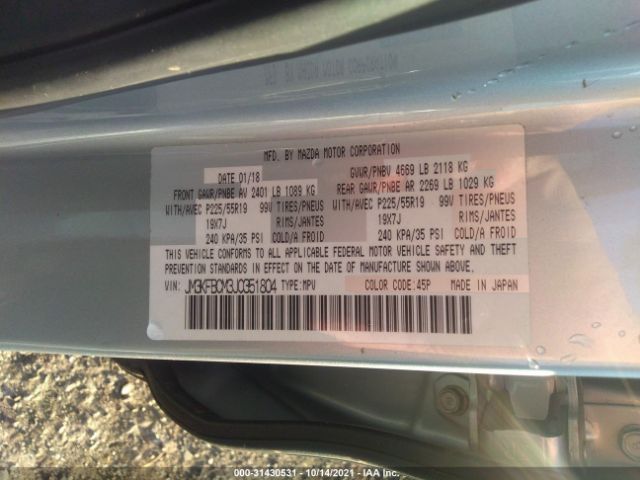 MFD. BY MAZDA MOTOR CORPORATION
DATE 01/18 GVWR/PNBV 4669 LB 2118 KG
FRONT GAWR/PNBE AV 2401 LB 1089 KG REAR GAWR/PNBE AR 2269 LB 1029 KG
WITH/AVEC P225/55R19 99V TIRES/PNEUS WITH/AVEC P225/55R19 99V TIRES/PNEUS
19X7J RIMS/JANTES 19X7J RIMS/JANTES
240 KPA/35 PSI COLD/A FROID 240 KPA/35 PSI COLD/A FROID
THIS VEHICLE CONFORMS TO ALL APPLICABLE FEDERAL MOTOR VEHICLE SAFETY AND THEFT
PREVENTION STANDARDS IN EFFECT ON THE DATE OF MANUFACTURE SHOWN ABOVE.
VIN: JM3KFBCM3J0351804 TYPE:MPV COLOR CODE:45P MADE IN JAPAN
000-31430531 - 10/14/2021 - IAA Inc.